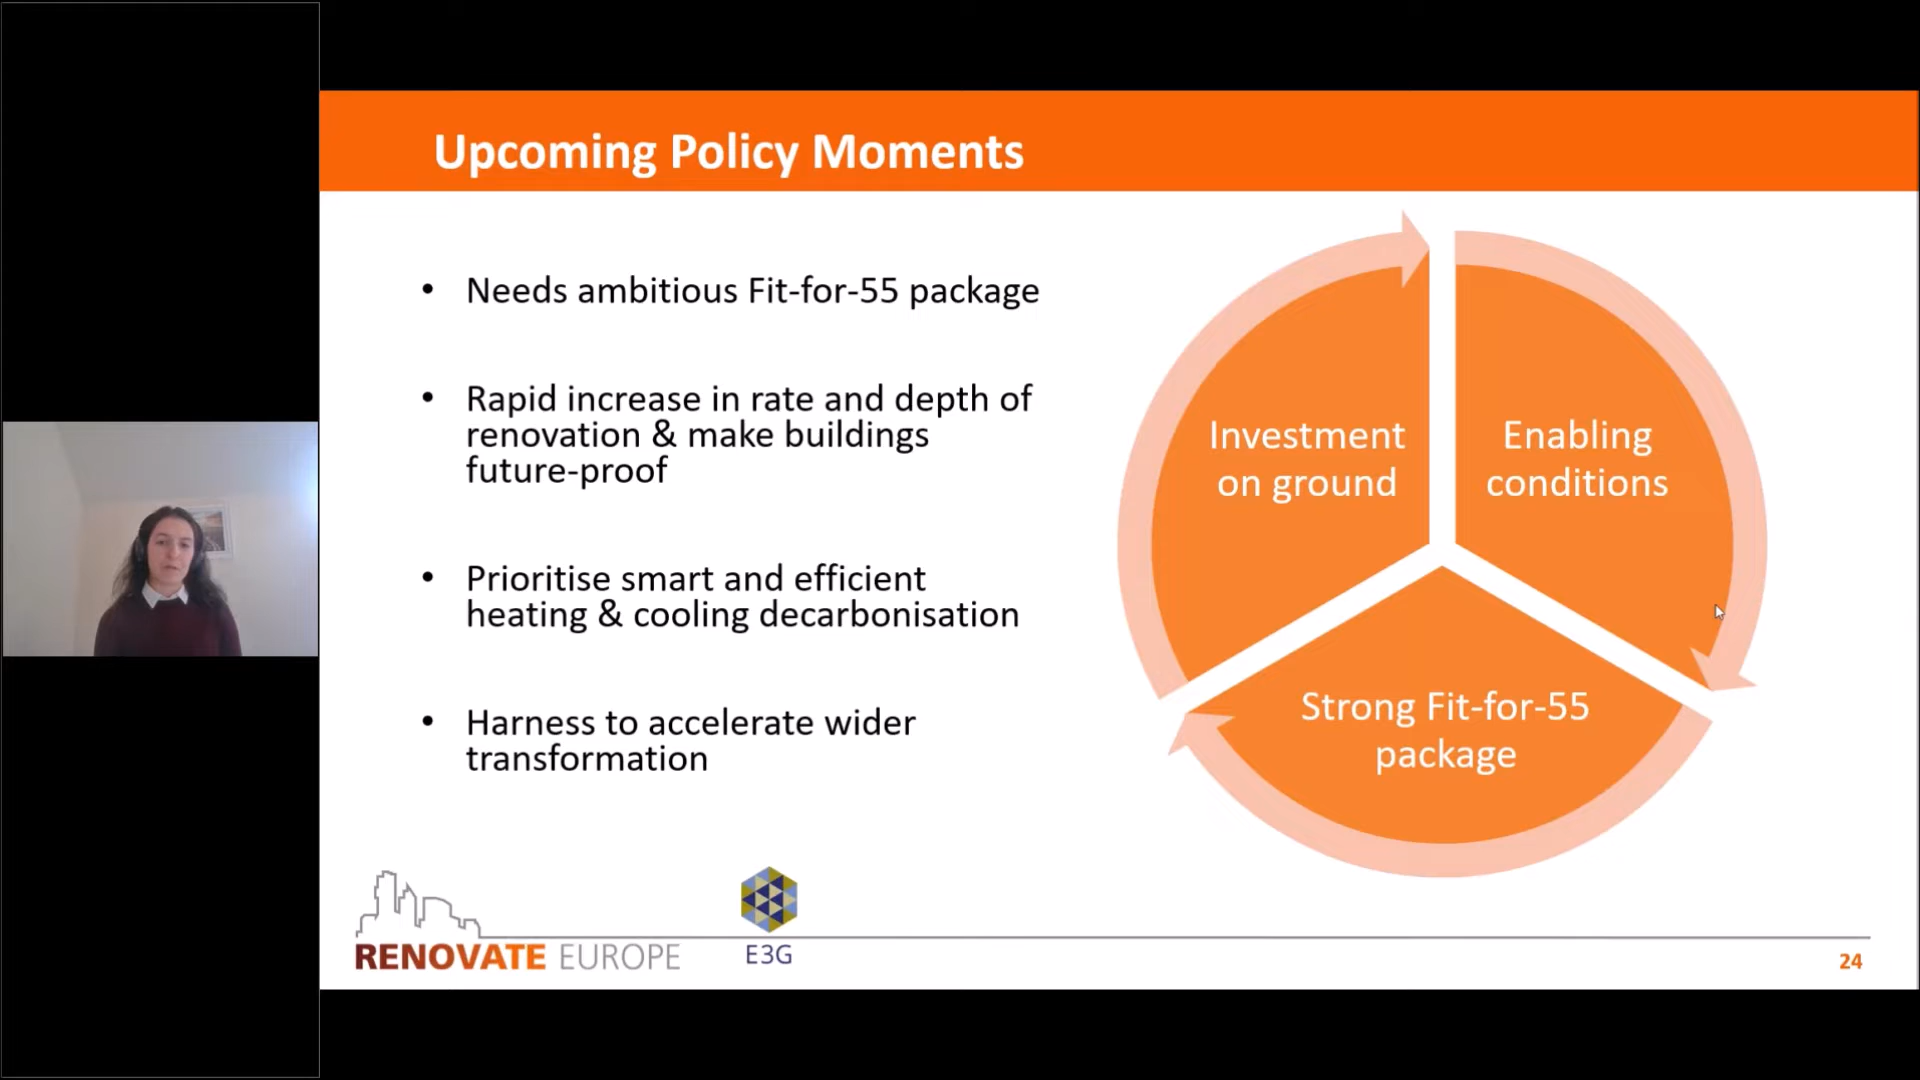 Upcoming Policy Moments
• Needs ambitious Fit-for-55 package
• Rapid increase in rate and depth of
renovation & make buildings
future-proof
• Prioritise smart and efficient
heating & cooling decarbonisation
• Harness to accelerate wider
transformation
Investment
on ground
Enabling
conditions
Strong Fit-for-55
package
RENOVATE EUROPE
E3G
24